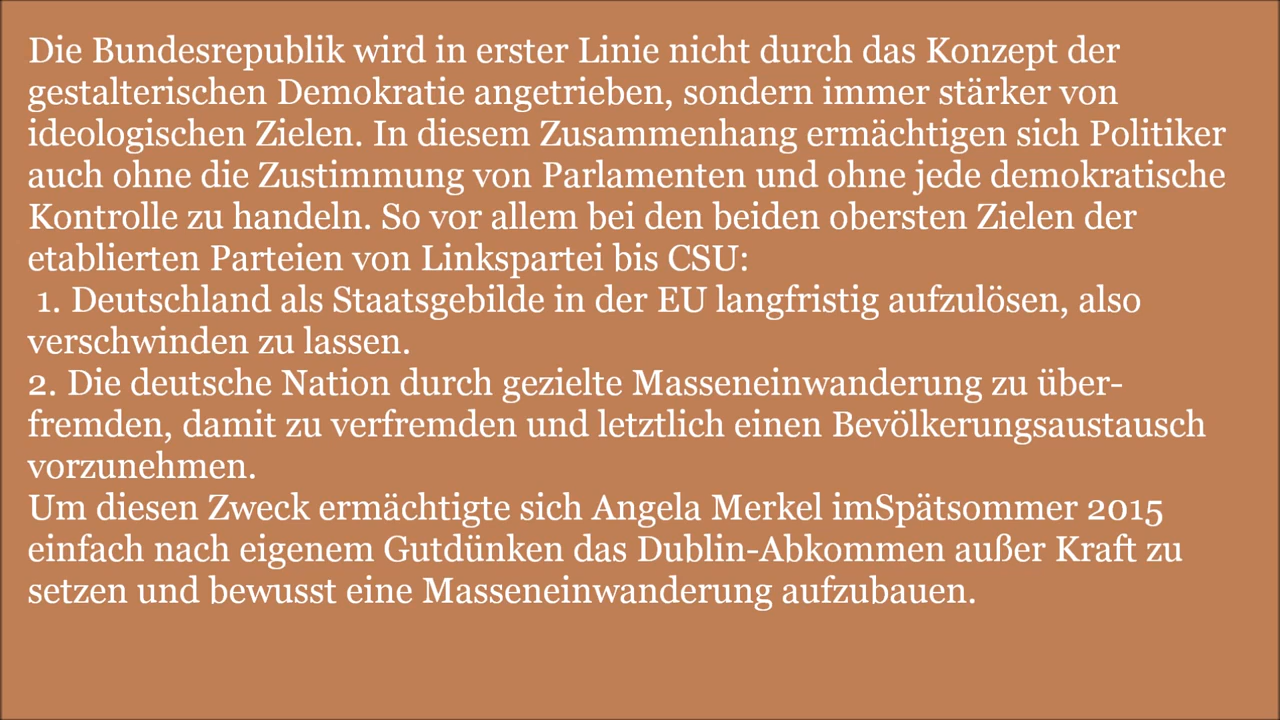 Die Bundesrepublik wird in erster Linie nicht durch das Konzept der
gestalterischen Demokratie angetrieben, sondern immer stärker von
ideologischen Zielen. In diesem Zusammenhang ermächtigen sich Politiker
auch ohne die Zustimmung von Parlamenten und ohne jede demokratische
Kontrolle zu handeln. So vor allem bei den beiden obersten Zielen der
etablierten Parteien von Linkspartei bis CSU:
1. Deutschland als Staatsgebilde in der EU langfristig aufzulösen, also
verschwinden zu lassen.
2. Die deutsche Nation durch gezielte Masseneinwanderung zu über-
fremden, damit zu verfremden und letztlich einen Bevölkerungsaustausch
vorzunehmen.
Um diesen Zweck ermächtigte sich Angela Merkel imSpätsommer 2015
einfach nach eigenem Gutdünken das Dublin-Abkommen außer Kraft zu
setzen und bewusst eine Masseneinwanderung aufzubauen.